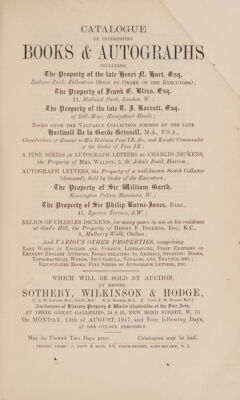 CATALOGUE
OF INTERESTING
BOOKS & AUTOGRAPHS
INCLUDING
The Property of the late Henri N. Hart, Esq.
Radnor Park, Folkestone (SOLD BY ORDER OF THE EXECUTORS);
The Property of Frank E. Bliss, Esq.
21, Holland Park, London, W.;
The Property of the late T. J. Barratt, Esq.
of Bell-Moor, Hampstead Heath;
BOOKS FROM THE VALUABLE COLLECTION FORMED BY THE LATE
Hartwell De la Garde Grissell, M.A., F.S.A.,
Chamberlain of Honour to His Holiness Pius IX, &c., and Knight Commander
of the Order of Pius IX;
A FINE SERIES OF AUTOGRAPH LETTERS OF CHARLES DICKENS,
the Property of MRS. WALTON, 5, St. John's Road, Harrow;
AUTOGRAPH LETTERS, the Property of a well-known Scotch Collector
(deceased), Sold by Order of the Executors;
The Property of Sir William Garth,
Kensington Palace Mansions, W.;
The Property of Sir Philip Burne-Jones, BART.,
41, Egerton Terrace, S.W.;
RELICS OF CHARLES DICKENS, for many years in use at his residence
at Gad's Hill, the Property of HENRY F. DICKENS, ESQ., K.C.,
8, Mulberry Walk, Chelsea;
And VARIOUS OTHER PROPERTIES, comprising
RARE WORKS IN ENGLISH AND FOREIGN LITERATURE, FIRST EDITIONS OF
EMINENT ENGLISH AUTHORS, BOOKS RELATING TO AMERICA, SPORTING BOOKS,
TOPOGRAPHICAL WORKS, INCUNABULA, VOYAGES AND TRAVELS, ETC.;
ILLUSTRATED BOOKS, FINE SERIES OF AUTOGRAPH LETTERS, ETC.
WHICH WILL BE SOLD BY AUCTION,
BY MESSRS.
SOTHEBY, WILKINSON & HODGE,
Auctioneers of Literary Property & Works illustrative of the Fine Arts,
AT THEIR GREAT GALLERIES, 34 & 35, NEW BOND STREET, W. (1)
ON MONDAY, 13th of AUGUST, 1917, and Four following Days,
AT ONE O'CLOCK PRECISELY.
May be Viewed Two Days prior. Catalogues may be had.